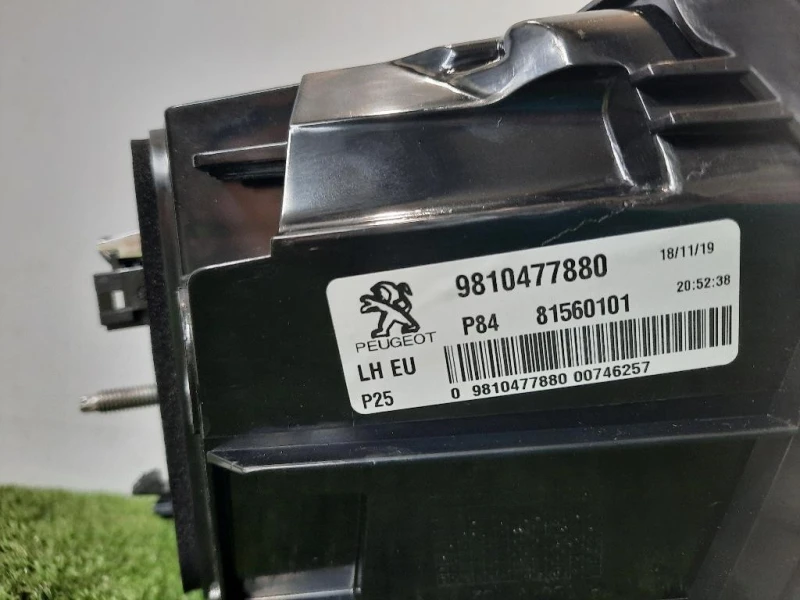 9810477880 18/11/19
P84 81560101 20:52:38
PEUGEOT
LH EU
P25 0 9810477880 00746257